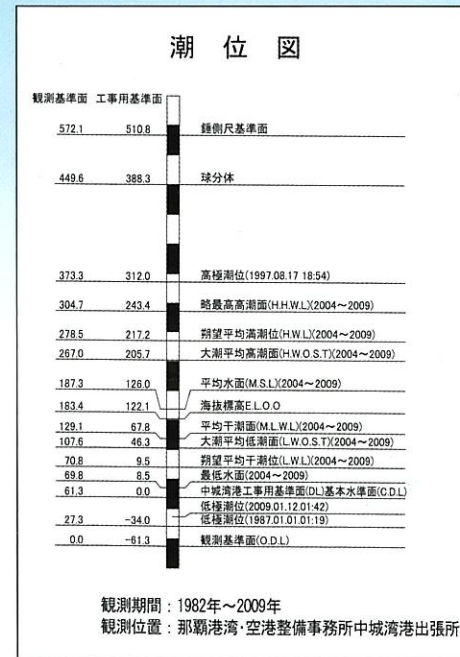 潮位図
観測基準面 工事用基準面
572.1 510.8 錘側尺基準面
449.6 388.3 球分体
373.3 312.0 高極潮位(1997.08.17 18:54)
304.7 243.4 略最高高潮面(H.H.W.L)(2004～2009)
278.5 217.2 朔望平均満潮位(H.W.L)(2004～2009)
267.0 205.7 大潮平均高潮面(H.W.O.S.T)(2004～2009)
187.3 126.0 平均水面(M.S.L)(2004～2009)
183.4 122.1 海抜標高E.L.O.O
129.1 67.8 平均干潮面(M.L.W.L)(2004～2009)
107.6 46.3 大潮平均低潮面(L.W.O.S.T)(2004～2009)
70.8 9.5 朔望平均干潮位(L.W.L)(2004～2009)
69.8 8.5 最低水面(2004～2009)
61.3 0.0 中城湾港工事用基準面(DL)基本水準面(C.D.L)
低極潮位(2009.01.12.01:42)
27.3 -34.0 低極潮位(1987.01.01.01:19)
0.0 -61.3 観測基準面(O.D.L)
観測期間：1982年～2009年
観測位置：那覇港湾・空港整備事務所中城湾港出張所